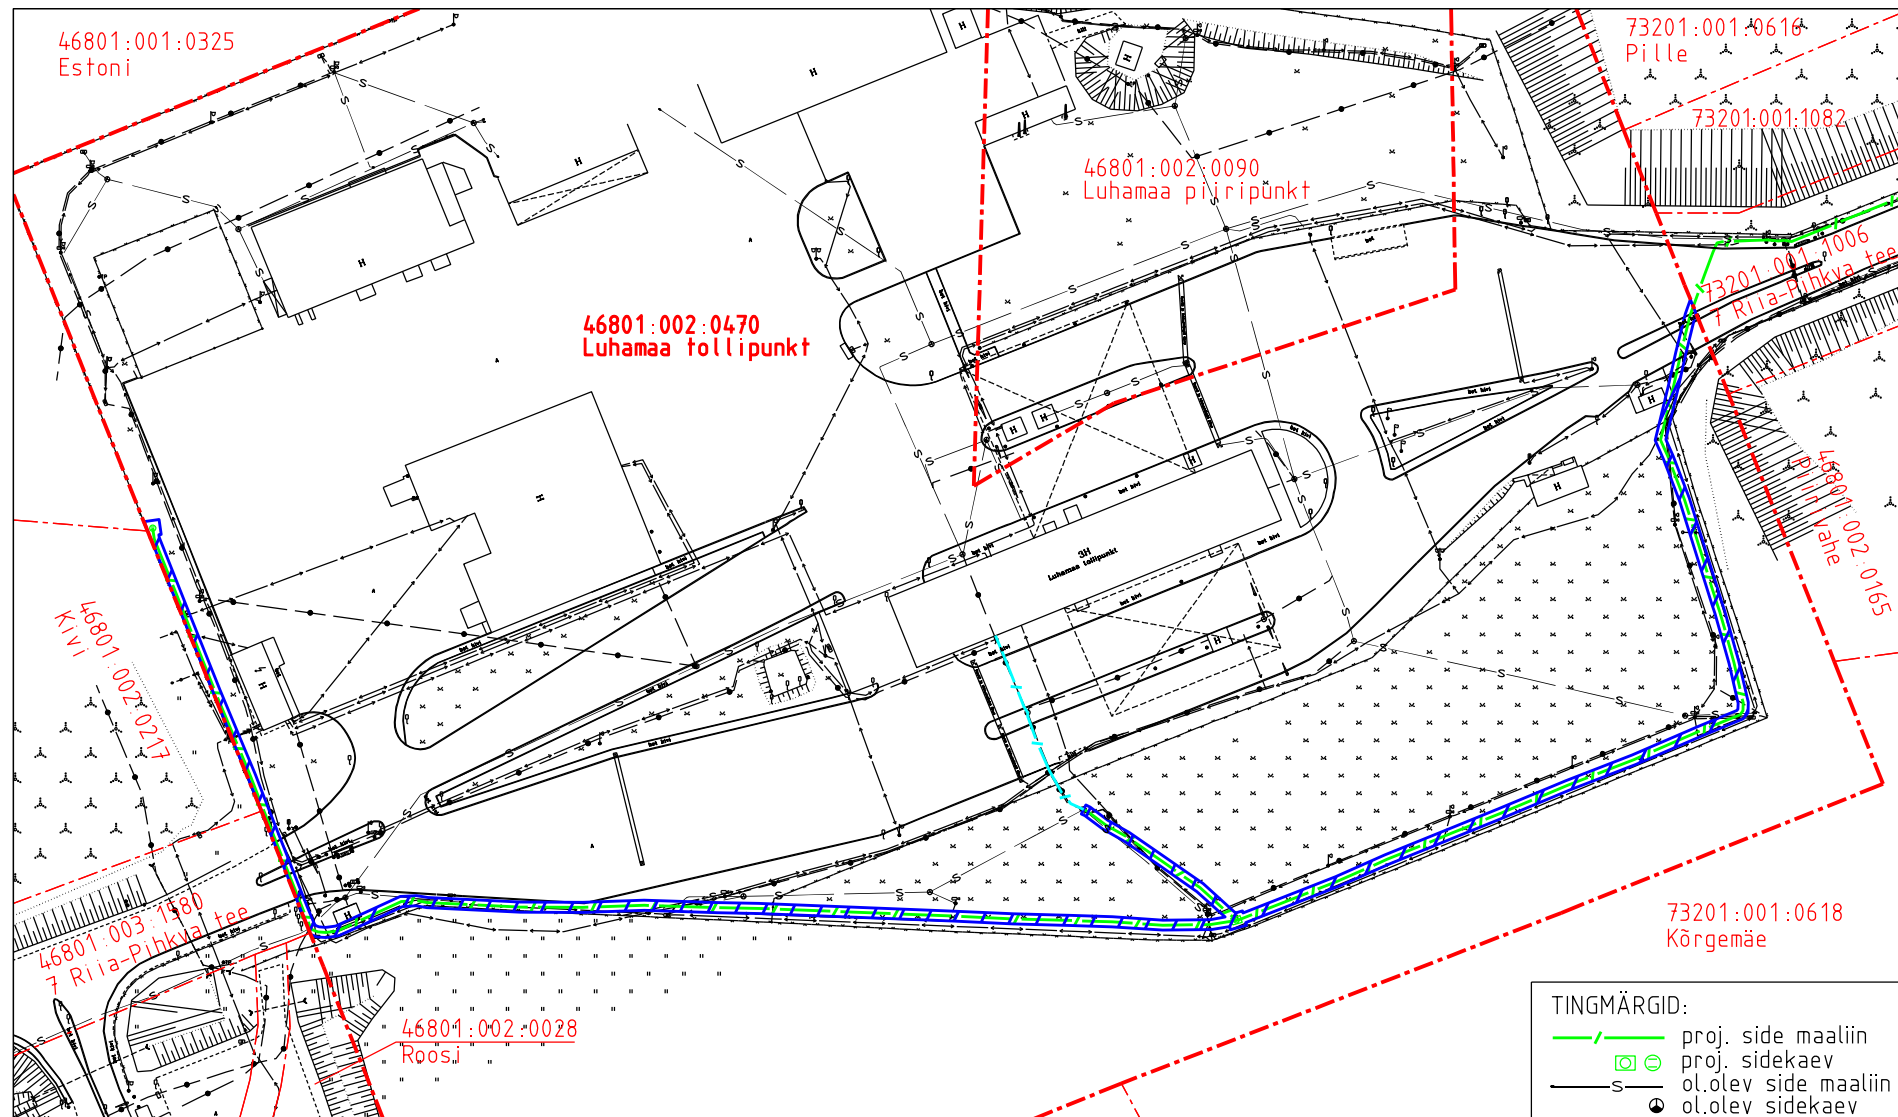 46801:001:0325
Estoni
73201:001:0616
Pille
73201:001:1082
46801:002:0090
Luhamaa piiripunkt
73201:001:1006
7 Riia-Pihkva tee
46801:002:0470
Luhamaa tollipunkt
46801:002:0165
Piirivahe
3H
Luhamaa tollipunkt
46801:002:0217
Kivi
46801:003:1580
7 Riia-Pihkva tee
46801:002:0028
Roosi
73201:001:0618
Kõrgemäe
TINGMÄRGID:
proj. side maaliin
proj. sidekaev
S ol.olev side maaliin
ol.olev sidekaev